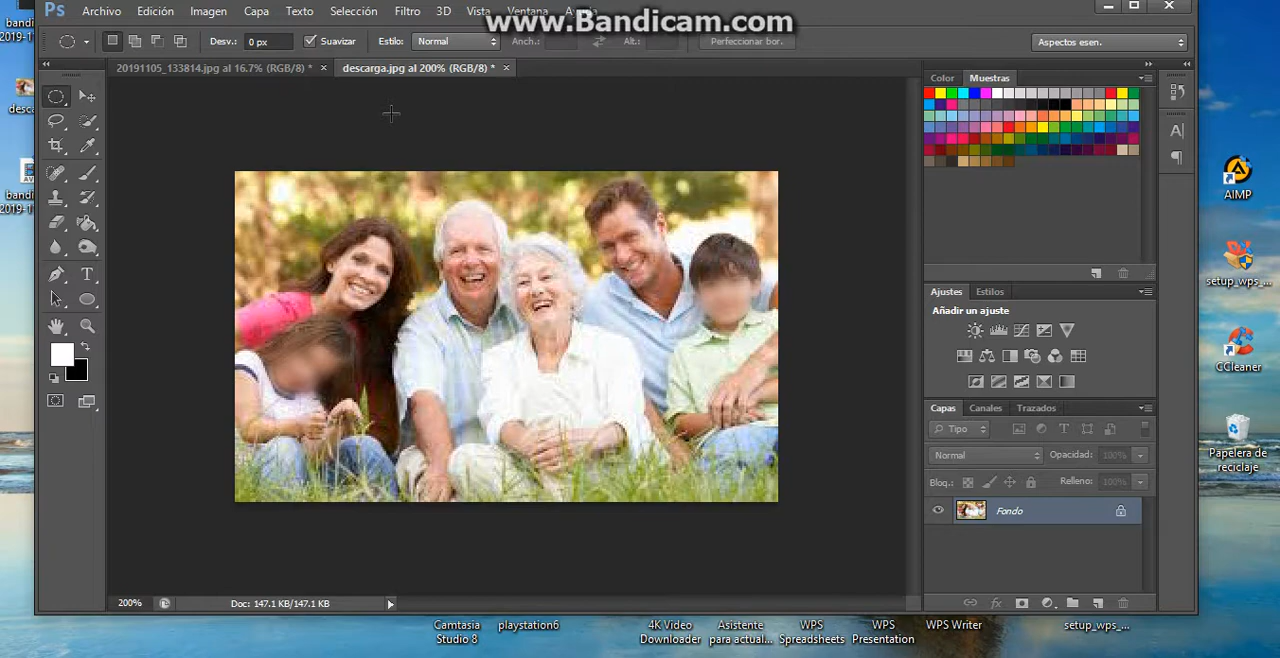 www.Bandicam.com
Ps Archivo Edición Imagen Capa Texto Selección Filtro 3D Vista Ventana
Desv.: 0 px Suavizar Estilo: Normal Anch.: Alt.: Perfeccionar bor. Aspectos esen.
20191105_133814.jpg al 16.7% (RGB/8) * × descarga.jpg al 200% (RGB/8) * ×
Color Muestras
Ajustes Estilos
Añadir un ajuste
Capas Canales Trazados
Tipo
Normal Opacidad: 100%
Bloq.: Relleno: 100%
Fondo
200% Doc: 147.1 KB/147.1 KB
bandi
2019-1
desc
bandi
2019-1
AIMP
setup_wps_...
CCleaner
Papelera de
reciclaje
Camtasia
Studio 8
playstation6
4K Video
Downloader
Asistente
para actual...
WPS
Spreadsheets
WPS
Presentation
WPS Writer
setup_wps_...